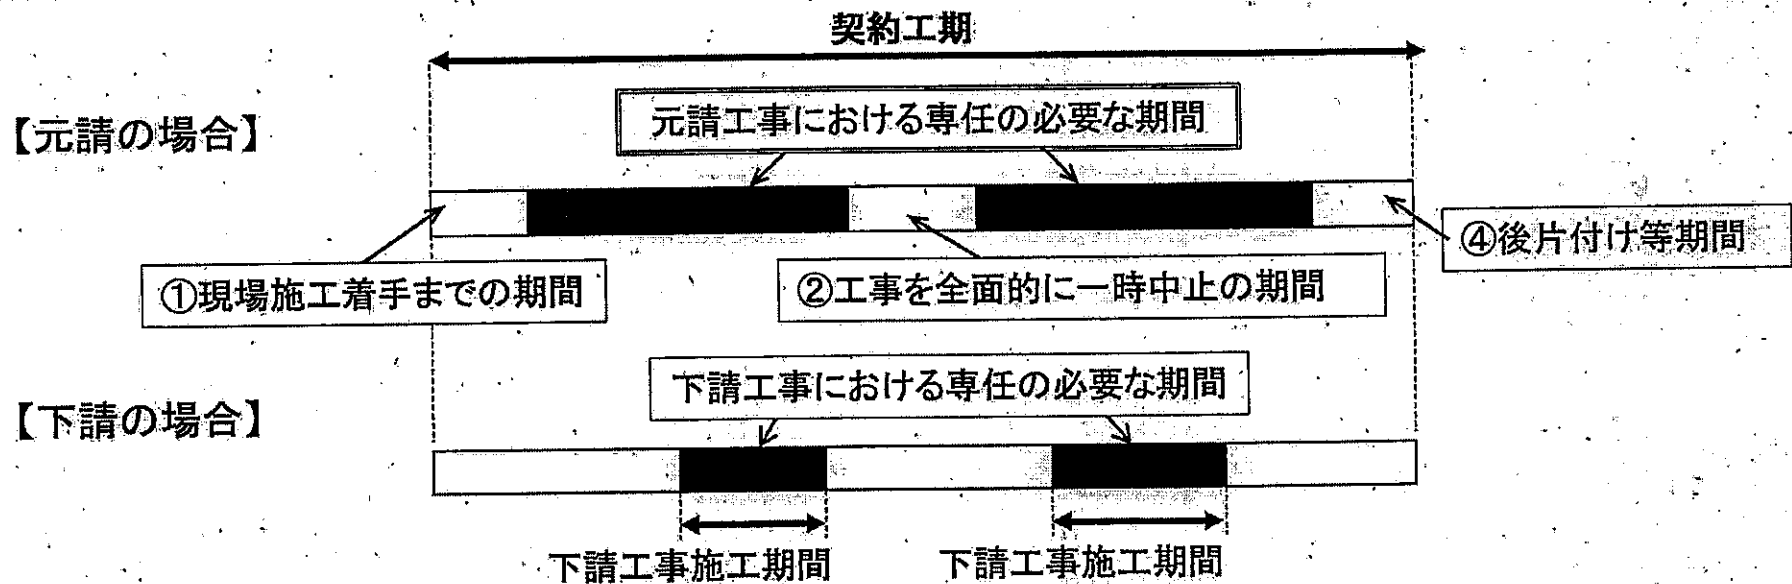 契約工期
元請工事における専任の必要な期間
【元請の場合】
④後片付け等期間
①現場施工着手までの期間
②工事を全面的に一時中止の期間
下請工事における専任の必要な期間
【下請の場合】
下請工事施工期間
下請工事施工期間